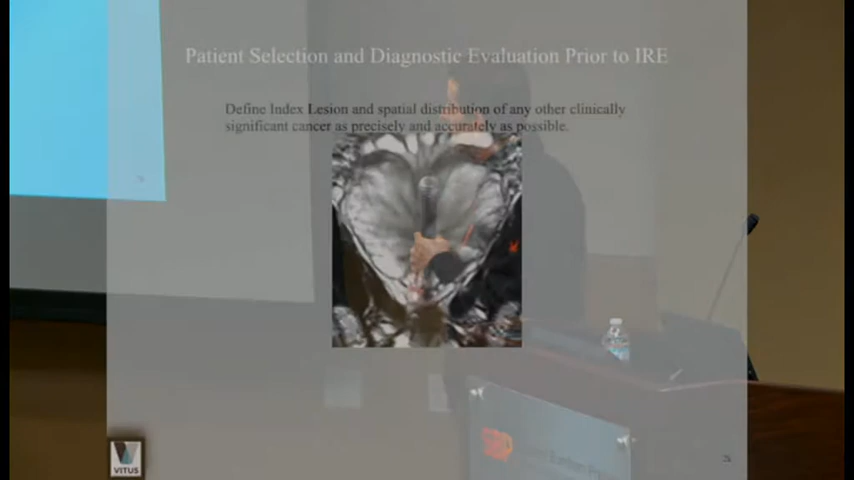 Patient Selection and Diagnostic Evaluation Prior to IRE
Define Index Lesion and spatial distribution of any other clinically
significant cancer as precisely and accurately as possible.
VITUS